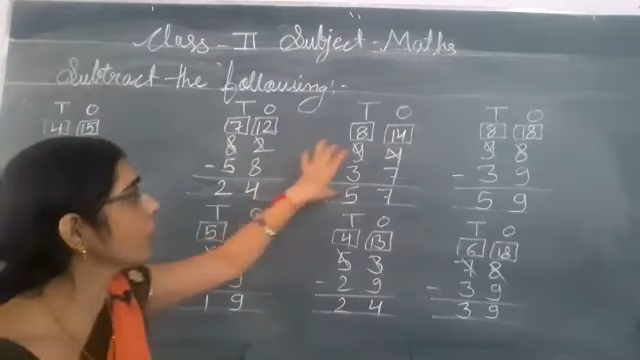 Class-II Subject-Maths
Subtract the following:-
T O T O T O T O
4 15 7 12 8 14 8 18
8 2 9 4 9 8
- 5 8 3 7 - 3 9
2 4 5 7 5 9
T T O T O
5 4 13 6 18
5 3 7 8
9 - 2 9 - 3 9
1 9 2 4 3 9